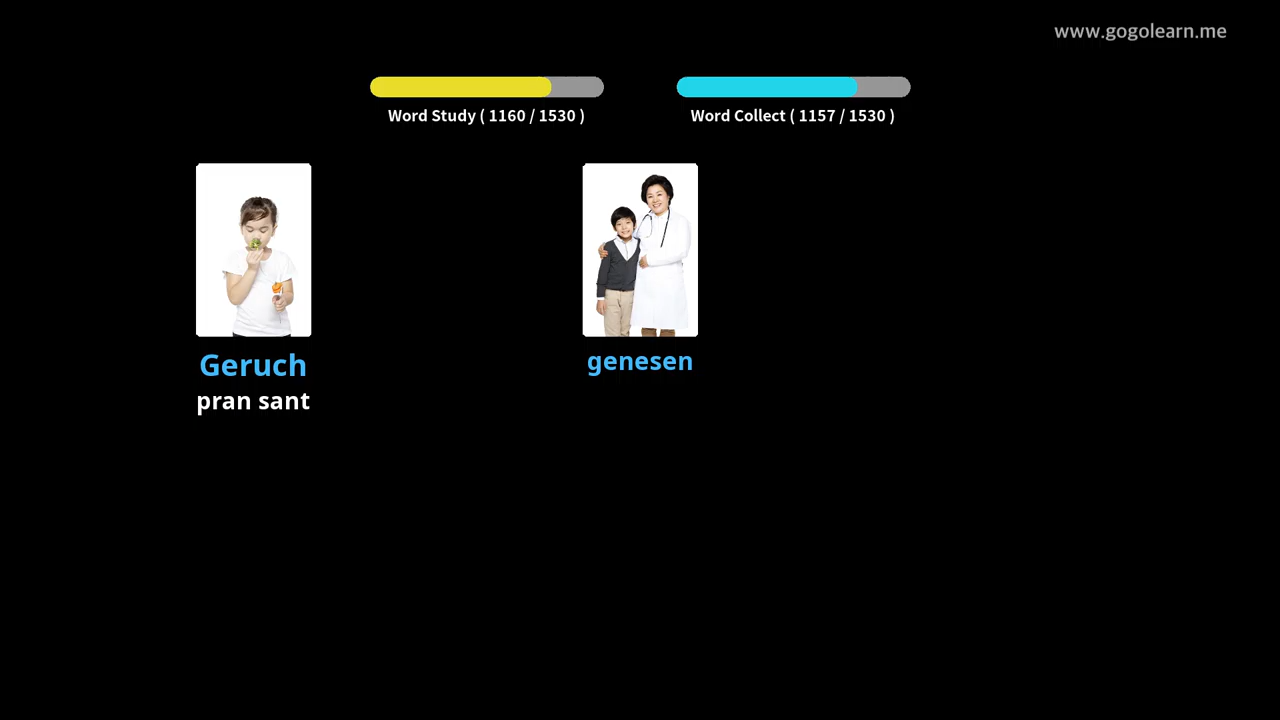 www.gogolearn.me
Word Study ( 1160 / 1530 )
Word Collect ( 1157 / 1530 )
Geruch
pran sant
genesen